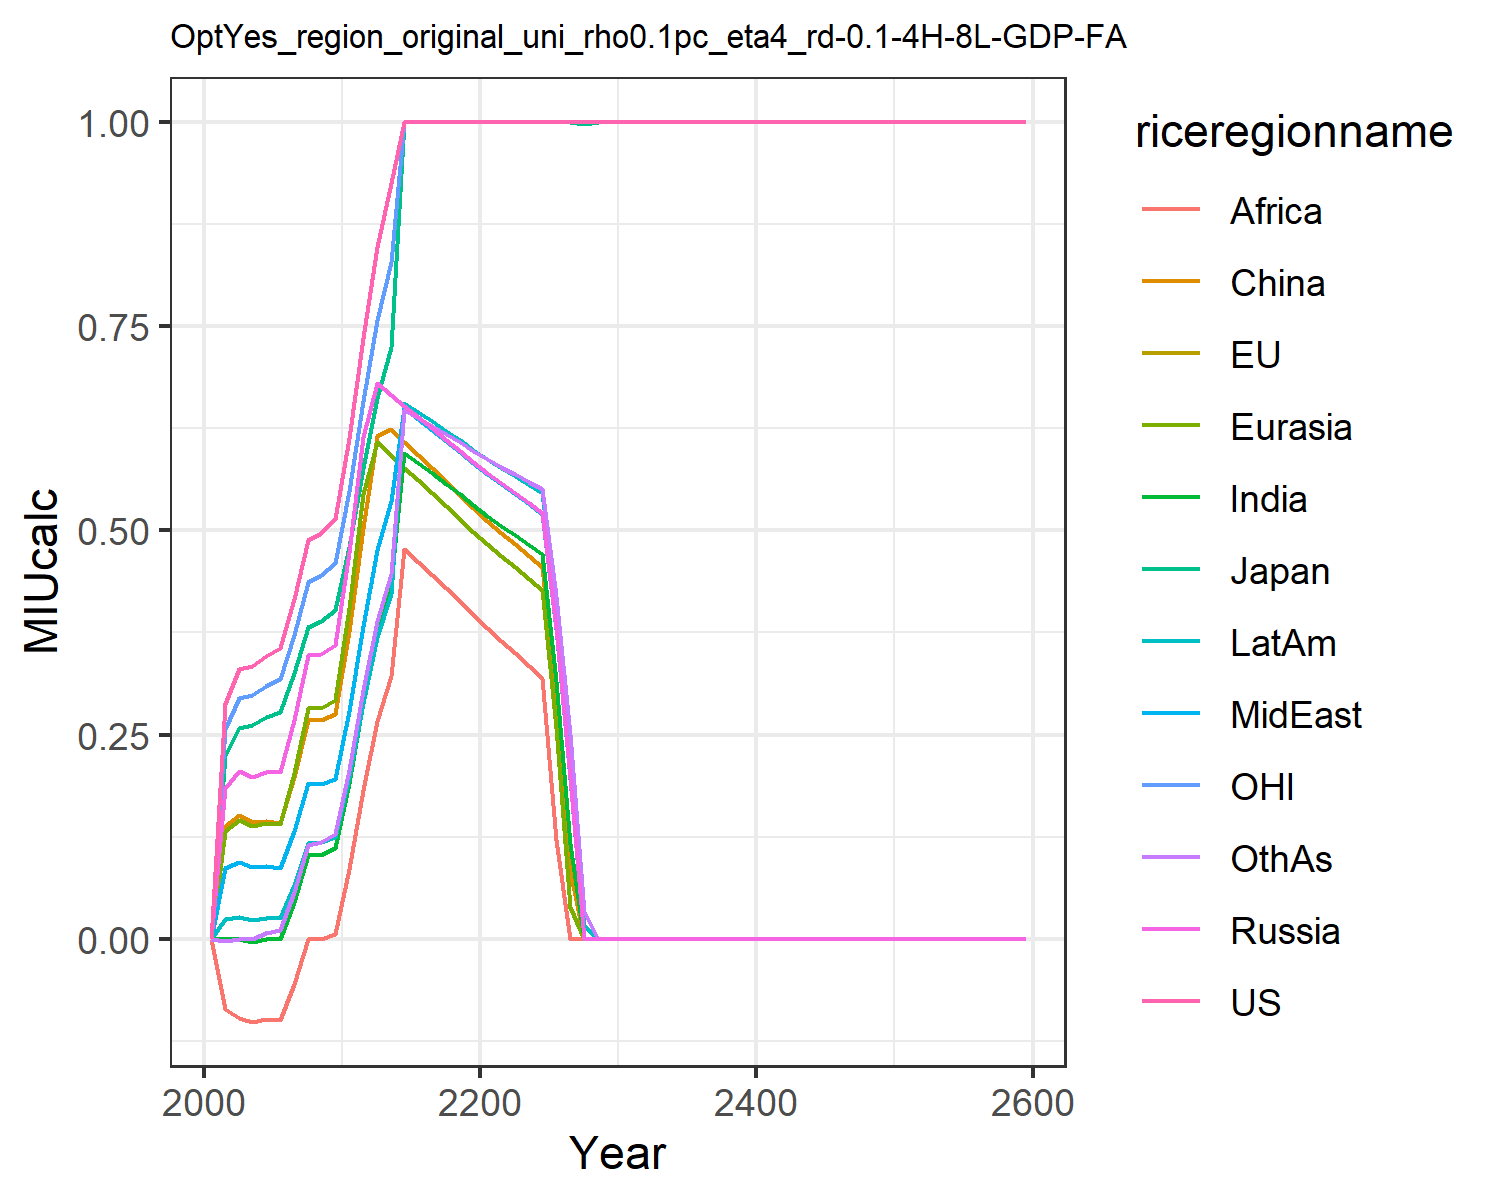 OptYes_region_original_uni_rho0.1pc_eta4_rd-0.1-4H-8L-GDP-FA
1.00
0.75
0.50
0.25
0.00
MIUcalc
2000
2200
2400
2600
Year
riceregionname
Africa
China
EU
Eurasia
India
Japan
LatAm
MidEast
OHI
OthAs
Russia
US